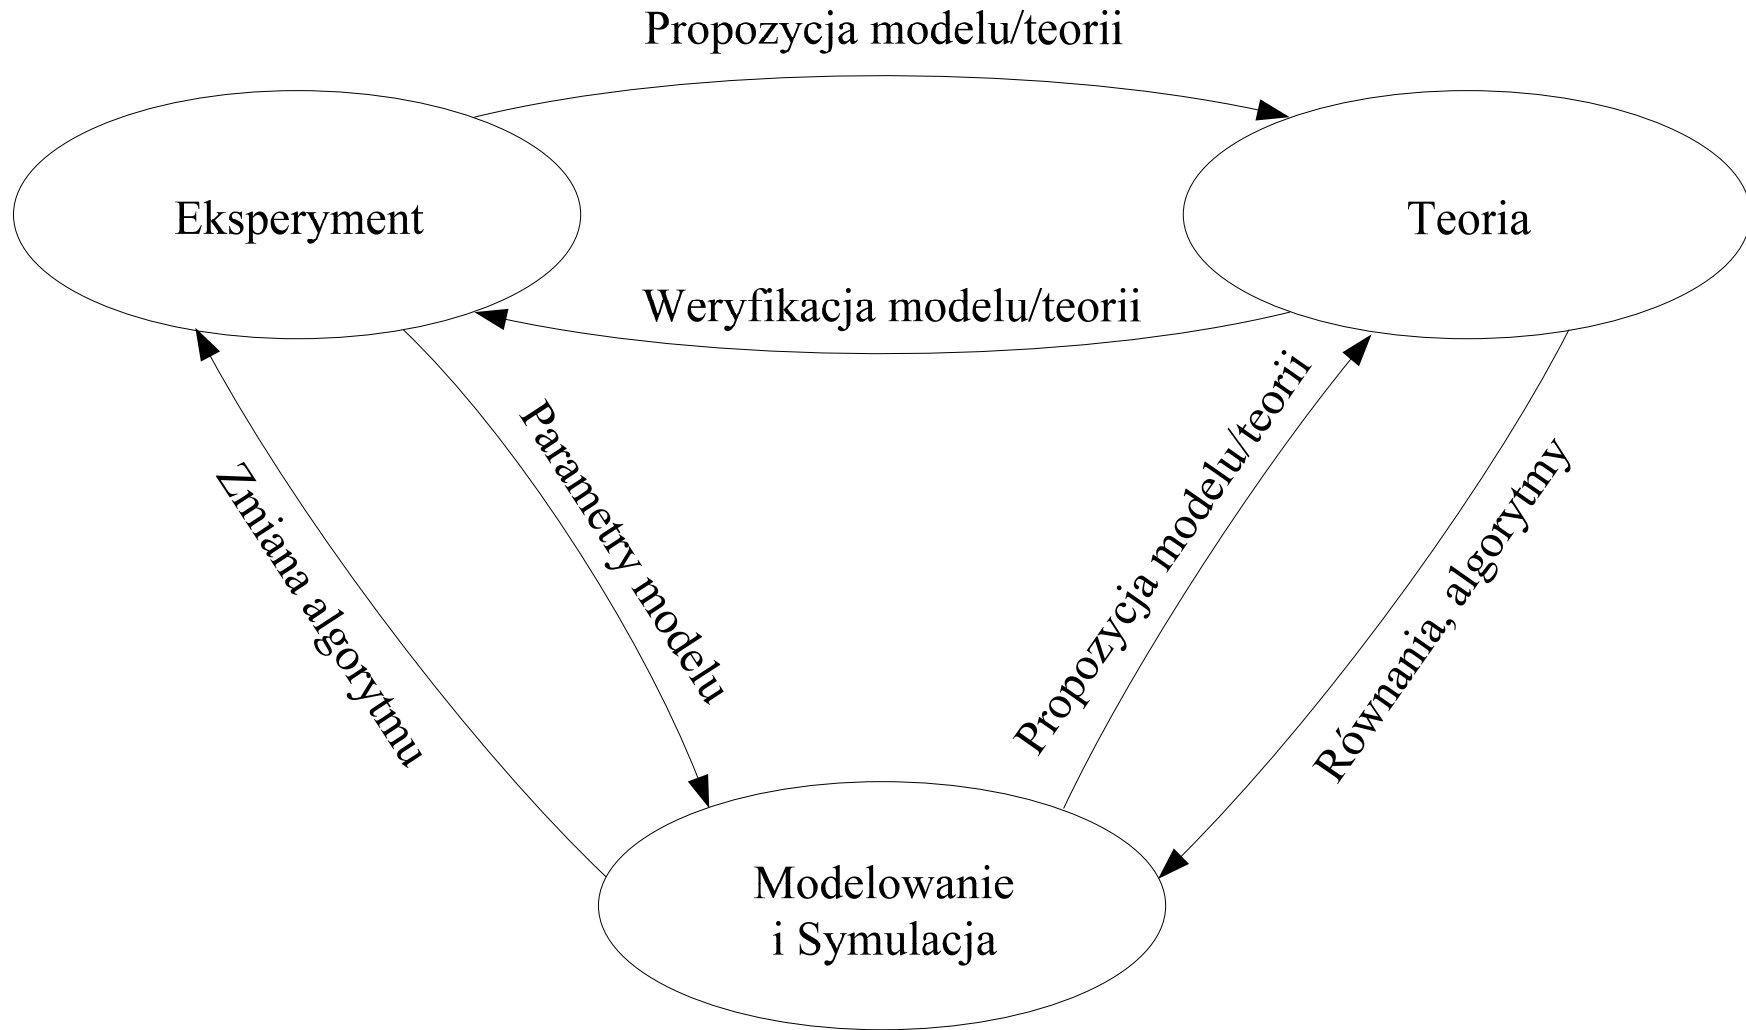 Propozycja modelu/teorii
Eksperyment
Teoria
Weryfikacja modelu/teorii
Zmiana algorytmu
Parametry modelu
Propozycja modelu/teorii
Równania, algorytmy
Modelowanie
i Symulacja